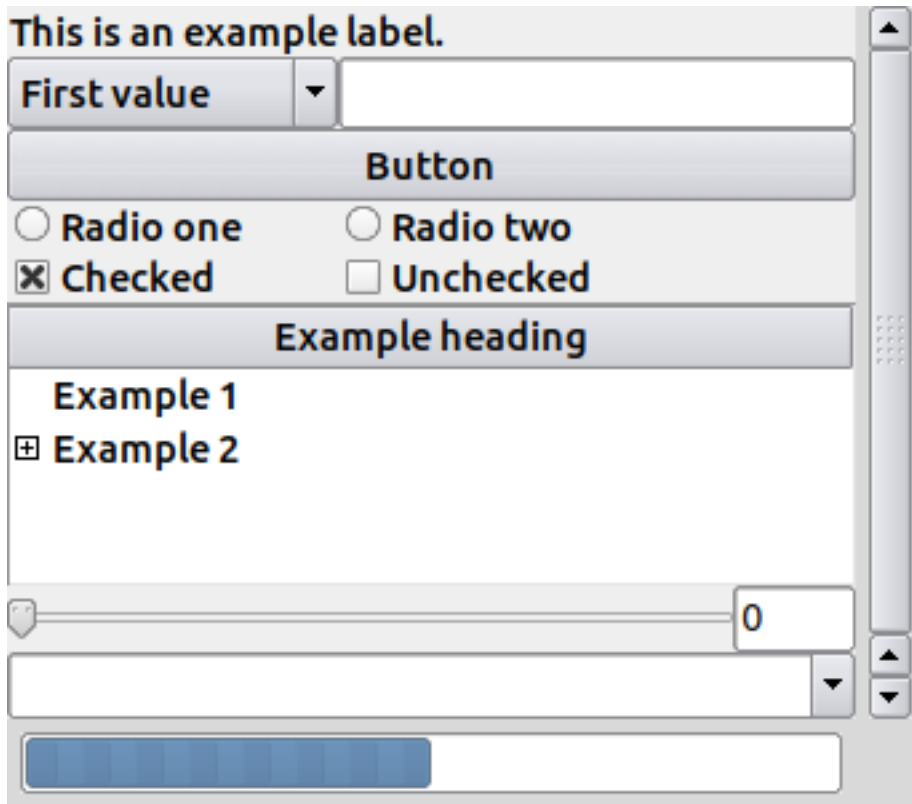 This is an example label.
First value
Button
Radio one Radio two
Checked Unchecked
Example heading
Example 1
Example 2
0